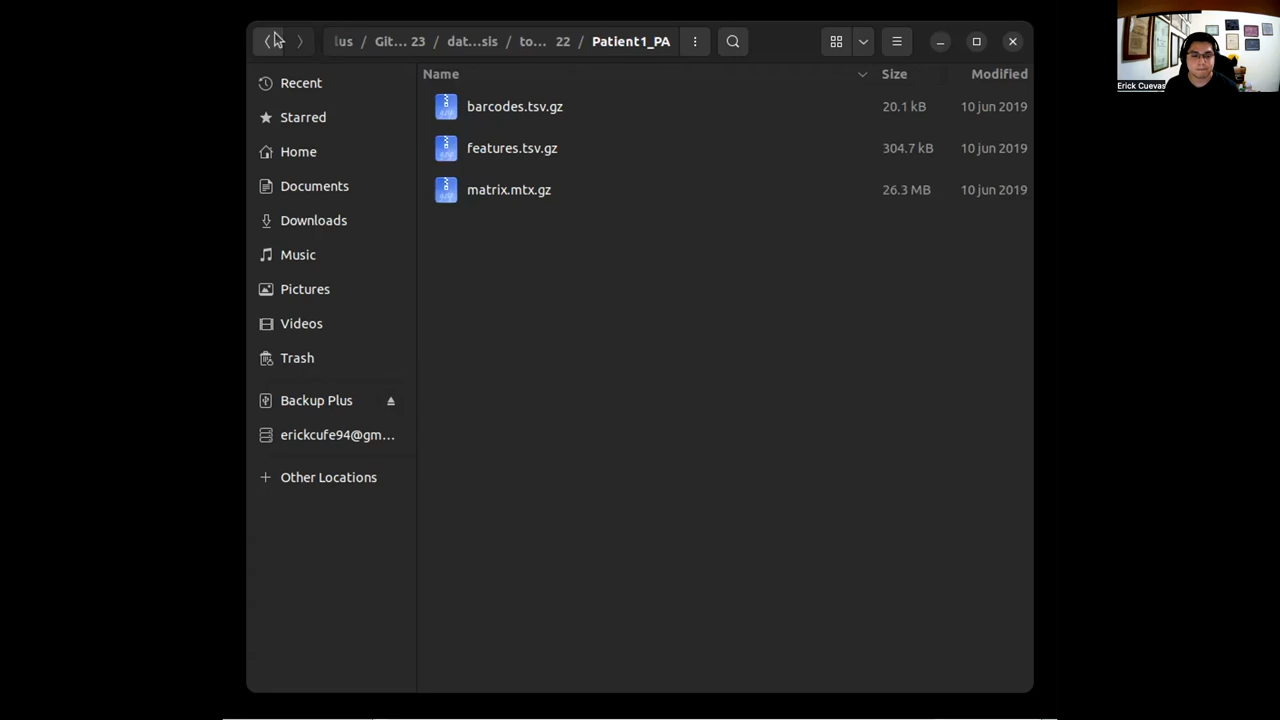 lus / Git... 23 / dat...sis / to... 22 / Patient1_PA
Name Size Modified
Recent
Starred
Home
Documents
Downloads
Music
Pictures
Videos
Trash
Backup Plus
erickcufe94@gm...
Other Locations
barcodes.tsv.gz 20.1 kB 10 jun 2019
features.tsv.gz 304.7 kB 10 jun 2019
matrix.mtx.gz 26.3 MB 10 jun 2019
Erick Cuevas